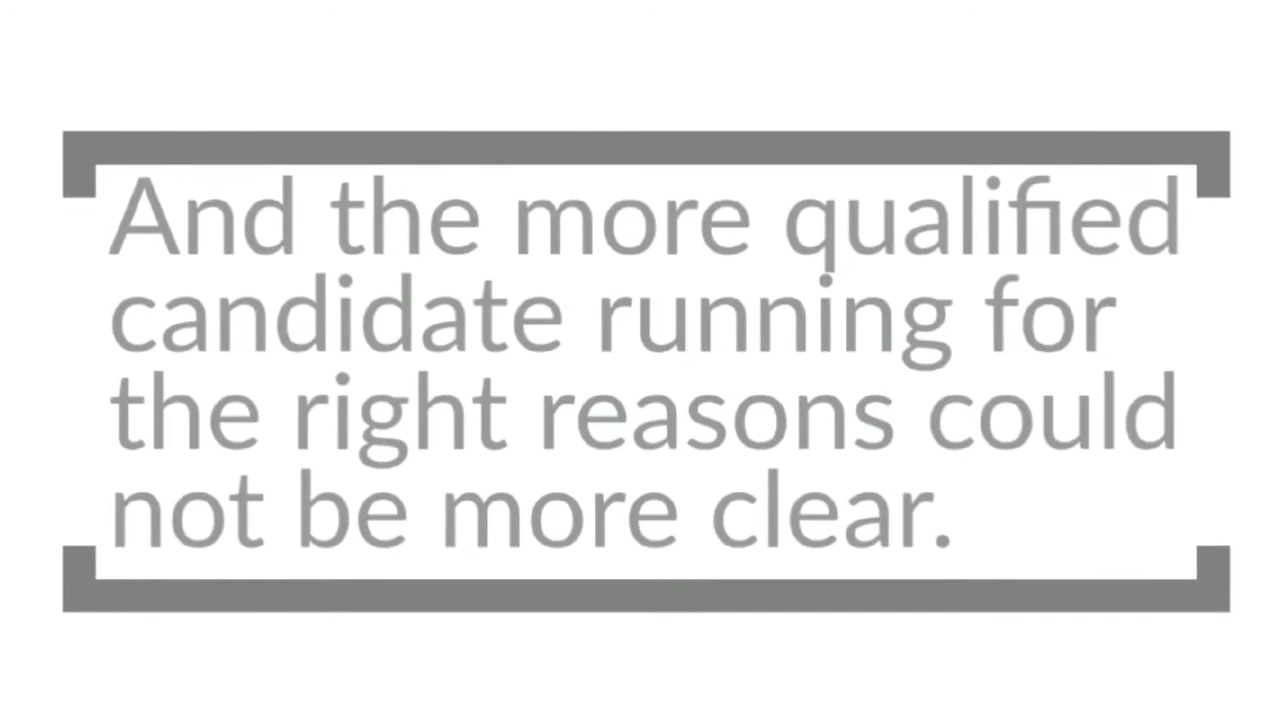 And the more qualified
candidate running for
the right reasons could
not be more clear.